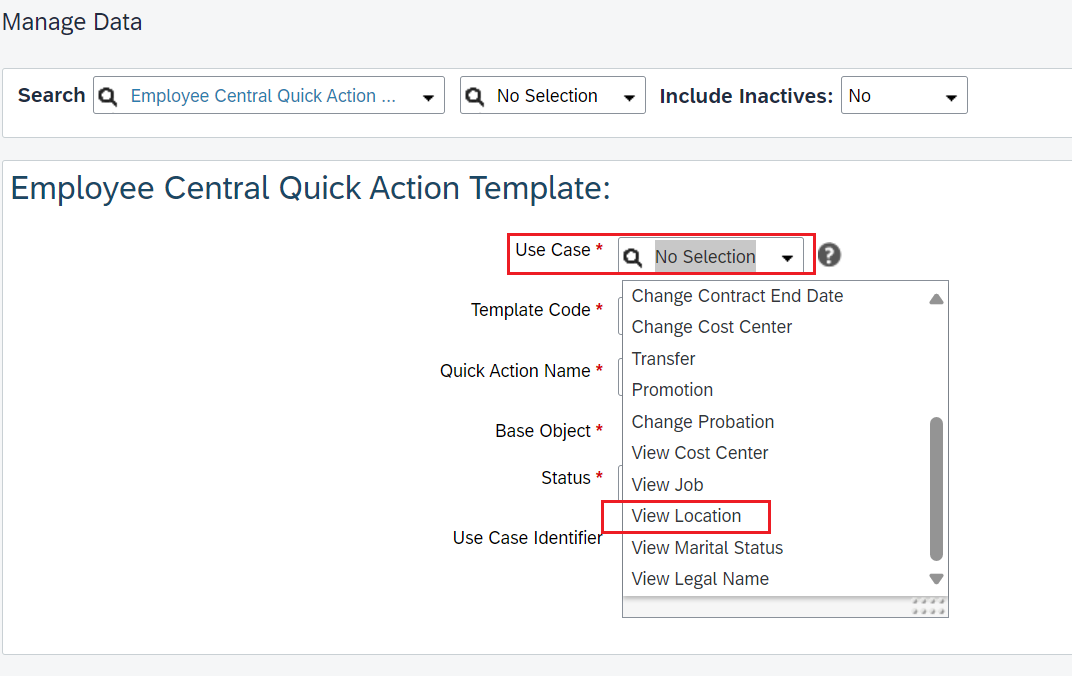 Manage Data
Search Employee Central Quick Action ... No Selection Include Inactives: No
Employee Central Quick Action Template:
Use Case * No Selection ?
Change Contract End Date
Template Code *
Change Cost Center
Transfer
Quick Action Name *
Promotion
Change Probation
Base Object *
View Cost Center
Status *
View Job
View Location
Use Case Identifier
View Marital Status
View Legal Name